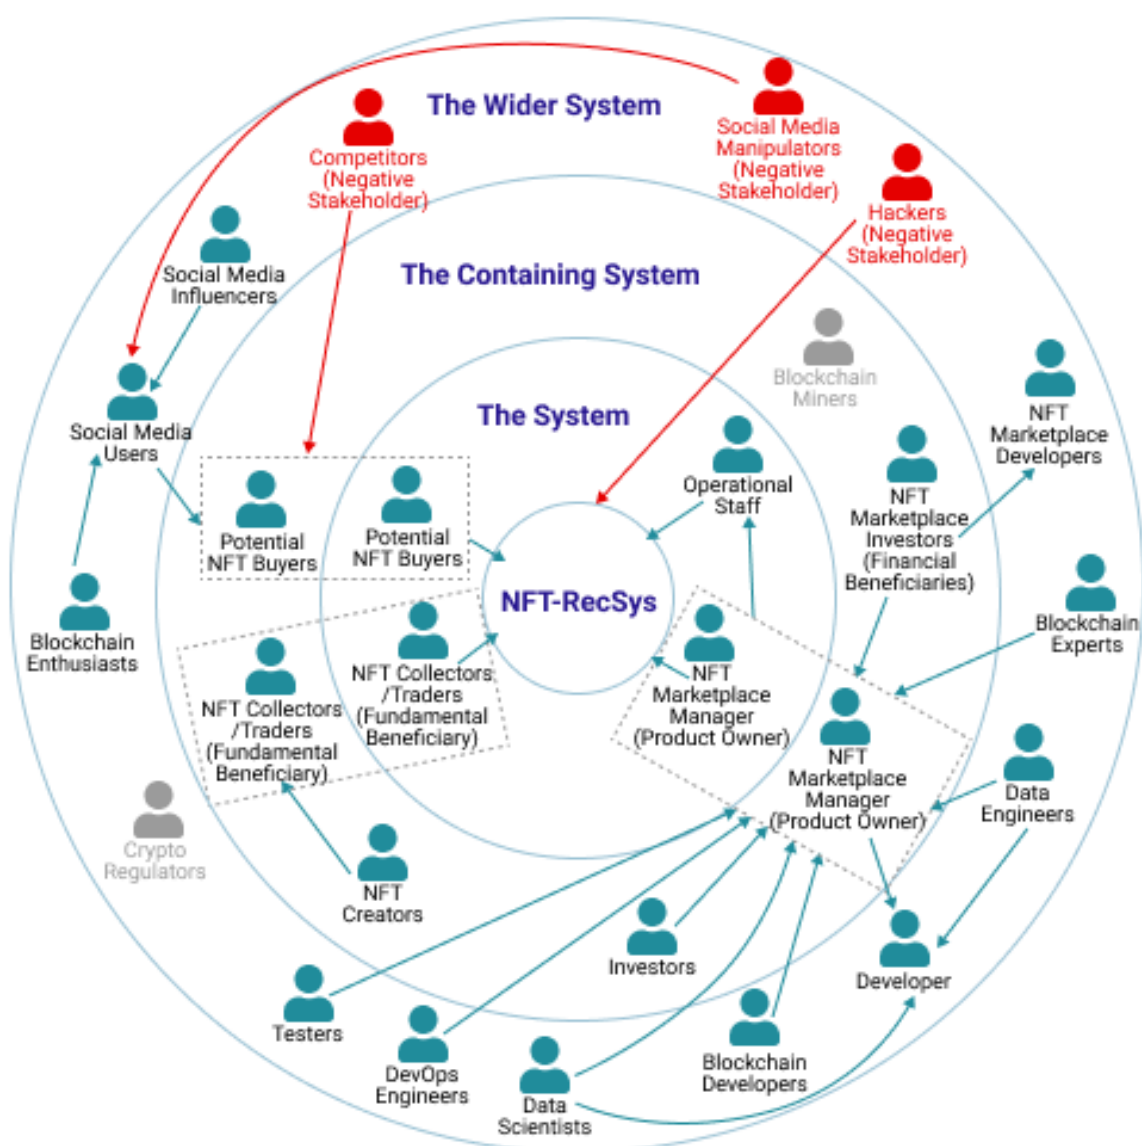 The Wider System
Social Media
Manipulators
(Negative
Stakeholder)
Competitors
(Negative
Stakeholder)
Hackers
(Negative
Stakeholder)
Social Media
Influencers
The Containing System
Blockchain
Miners
The System
NFT
Marketplace
Developers
Social Media
Users
Operational
Staff
NFT
Marketplace
Investors
(Financial
Beneficiaries)
Potential
NFT Buyers
Potential
NFT Buyers
NFT-RecSys
Blockchain
Enthusiasts
Blockchain
Experts
NFT Collectors
/Traders
(Fundamental
Beneficiary)
NFT Collectors
/Traders
(Fundamental
Beneficiary)
NFT
Marketplace
Manager
(Product Owner)
NFT
Marketplace
Manager
(Product Owner)
Data
Engineers
Crypto
Regulators
NFT
Creators
Investors
Developer
Testers
DevOps
Engineers
Data
Scientists
Blockchain
Developers